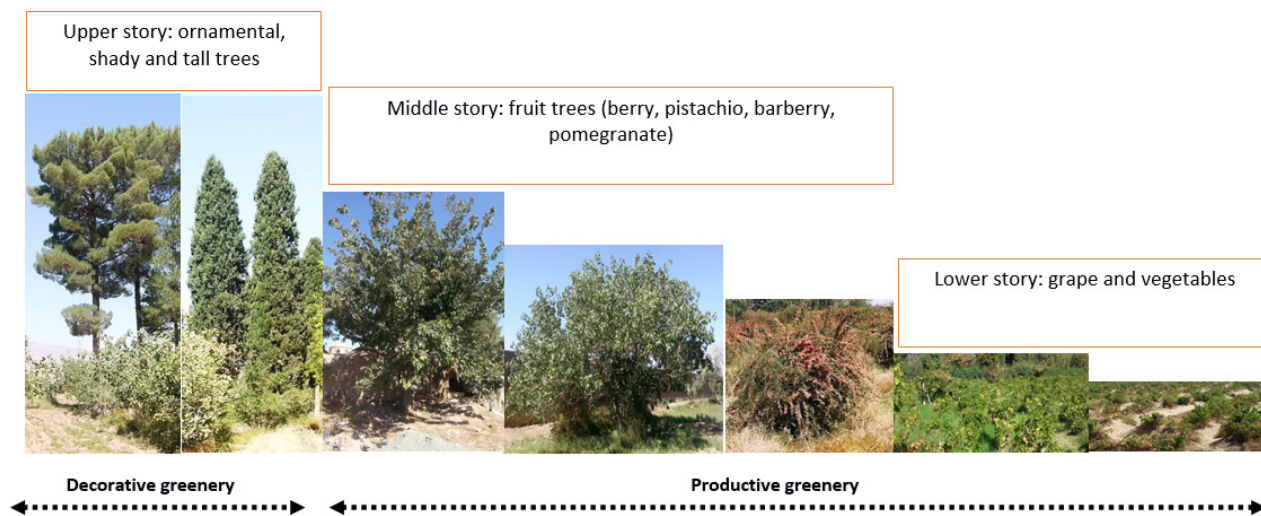 Upper story: ornamental,
shady and tall trees
Middle story: fruit trees (berry, pistachio, barberry,
pomegranate)
Lower story: grape and vegetables
Decorative greenery
Productive greenery